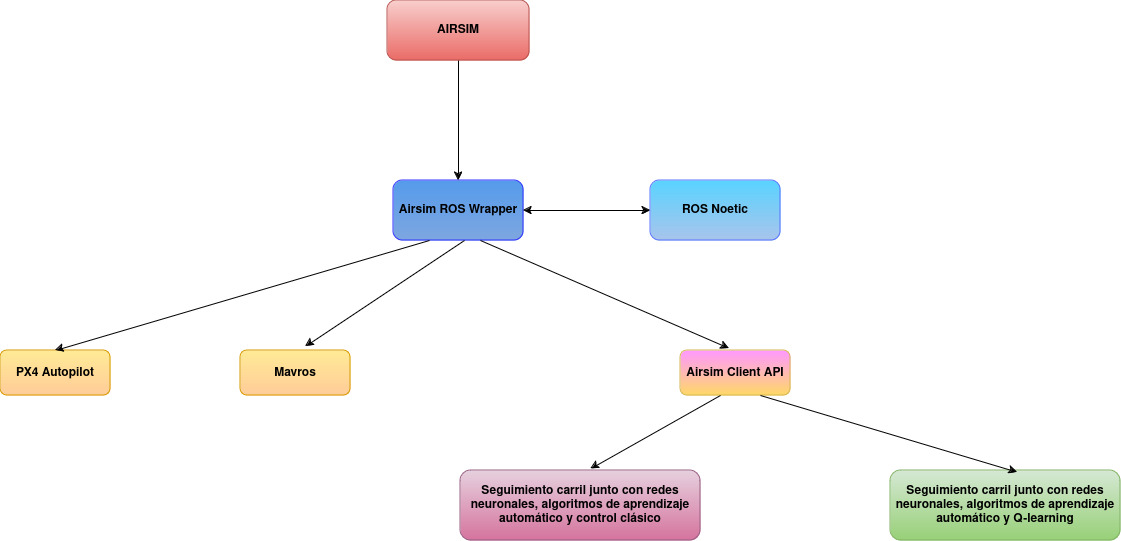 AIRSIM
Airsim ROS Wrapper
ROS Noetic
PX4 Autopilot
Mavros
Airsim Client API
Seguimiento carril junto con redes
neuronales, algoritmos de aprendizaje
automático y control clásico
Seguimiento carril junto con redes
neuronales, algoritmos de aprendizaje
automático y Q-learning